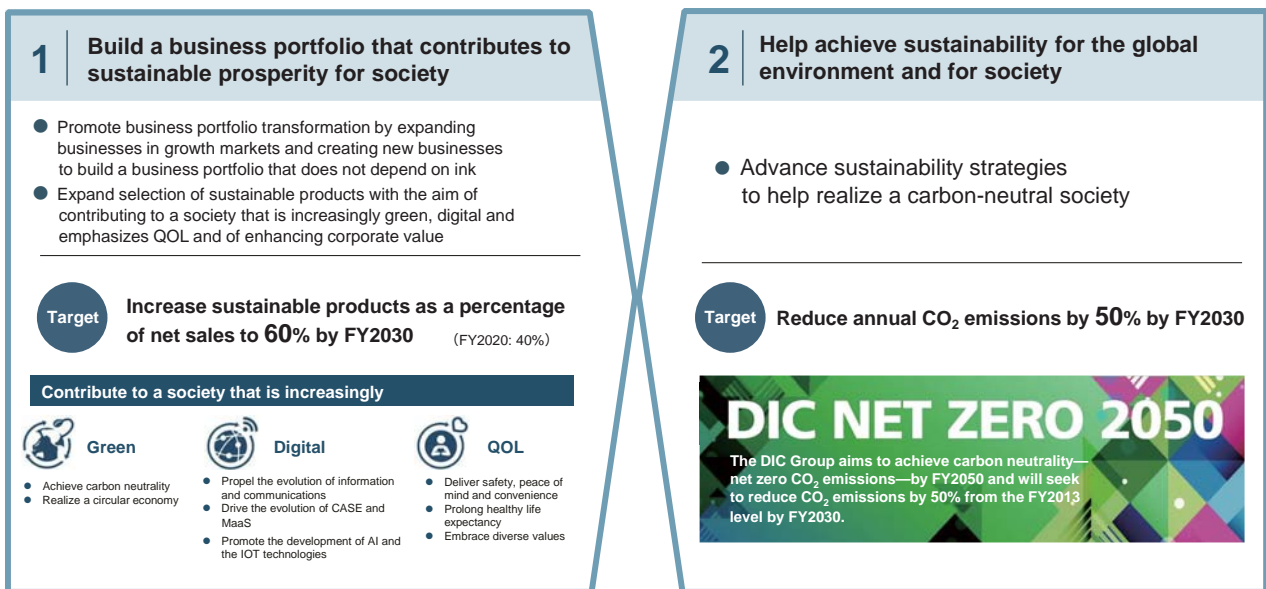 1
Build a business portfolio that contributes to
sustainable prosperity for society
● Promote business portfolio transformation by expanding
businesses in growth markets and creating new businesses
to build a business portfolio that does not depend on ink
● Expand selection of sustainable products with the aim of
contributing to a society that is increasingly green, digital and
emphasizes QOL and of enhancing corporate value
Target
Increase sustainable products as a percentage
of net sales to 60% by FY2030 (FY2020: 40%)
Contribute to a society that is increasingly
Green
● Achieve carbon neutrality
● Realize a circular economy
Digital
● Propel the evolution of information
and communications
● Drive the evolution of CASE and
MaaS
● Promote the development of AI and
the IOT technologies
QOL
● Deliver safety, peace of
mind and convenience
● Prolong healthy life
expectancy
● Embrace diverse values
2
Help achieve sustainability for the global
environment and for society
● Advance sustainability strategies
to help realize a carbon-neutral society
Target
Reduce annual CO₂ emissions by 50% by FY2030
DIC NET ZERO 2050
The DIC Group aims to achieve carbon neutrality—
net zero CO₂ emissions—by FY2050 and will seek
to reduce CO₂ emissions by 50% from the FY2013
level by FY2030.